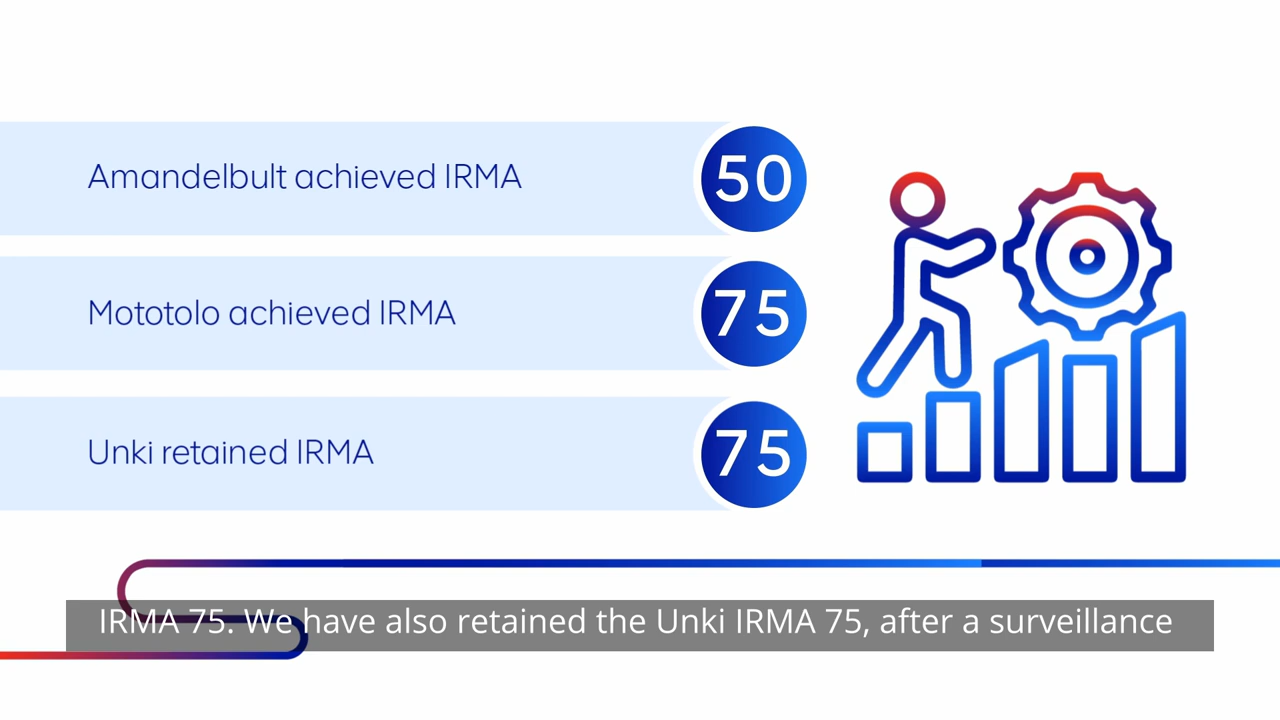 Amandelbult achieved IRMA 50
Mototolo achieved IRMA 75
Unki retained IRMA 75
IRMA 75. We have also retained the Unki IRMA 75, after a surveillance